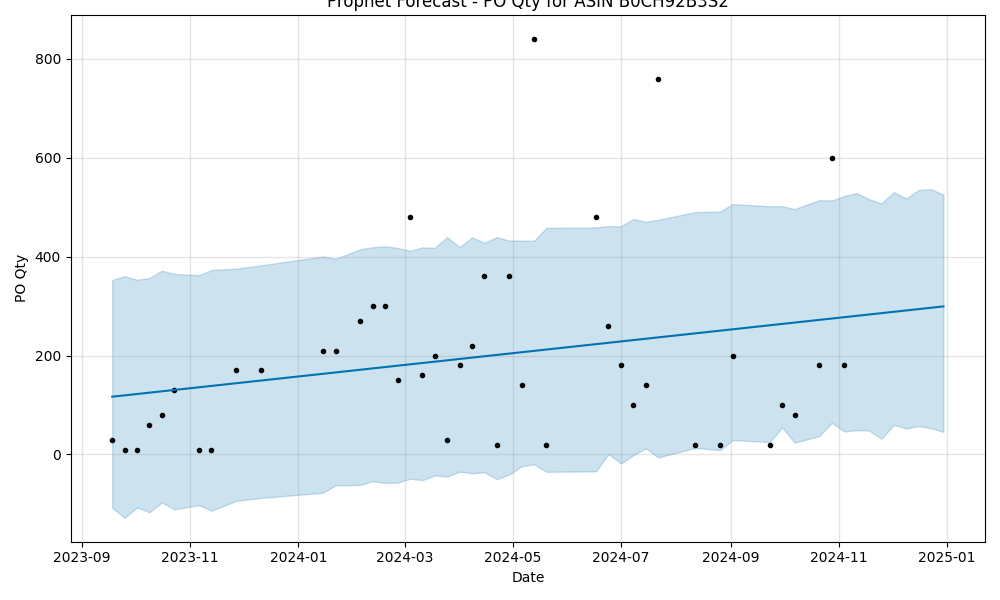 Prophet Forecast - PO Qty for ASIN B0CH92B3S2
800
600
400
200
0
PO Qty
2023-09 2023-11 2024-01 2024-03 2024-05 2024-07 2024-09 2024-11 2025-01
Date